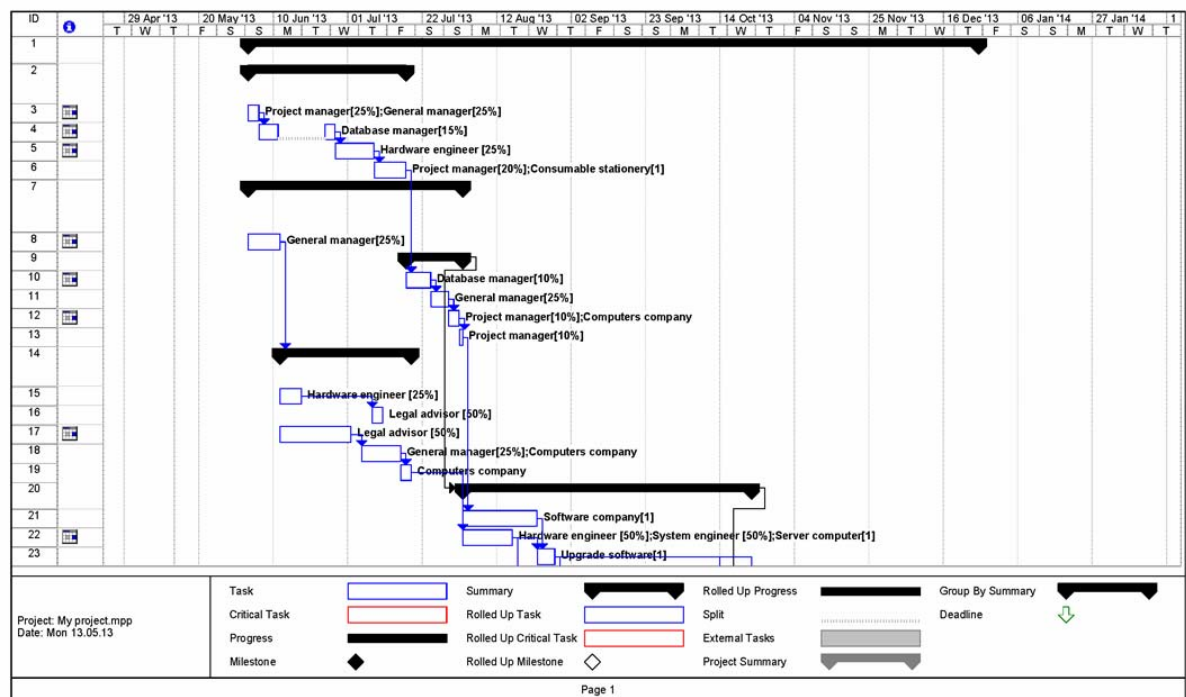 ID 29 Apr '13 20 May '13 10 Jun '13 01 Jul '13 22 Jul '13 12 Aug '13 02 Sep '13 23 Sep '13 14 Oct '13 04 Nov '13 25 Nov '13 16 Dec '13 06 Jan '14 27 Jan '14 1
T W T F S S M T W T F S S M T W T F S S M T W T F S S M T W T
1
2
3 Project manager[25%];General manager[25%]
4 Database manager[15%]
5 Hardware engineer [25%]
6 Project manager[20%];Consumable stationery[1]
7
8 General manager[25%]
9
10 Database manager[10%]
11 General manager[25%]
12 Project manager[10%];Computers company
13 Project manager[10%]
14
15 Hardware engineer [25%]
16 Legal advisor [50%]
17 Legal advisor [50%]
18 General manager[25%];Computers company
19 Computers company
20
21 Software company[1]
22 Hardware engineer [50%];System engineer [50%];Server computer[1]
23 Upgrade software[1]
Project: My project.mpp
Date: Mon 13.05.13
Task Summary Rolled Up Progress Group By Summary
Critical Task Rolled Up Task Split Deadline
Progress Rolled Up Critical Task External Tasks
Milestone Rolled Up Milestone Project Summary
Page 1